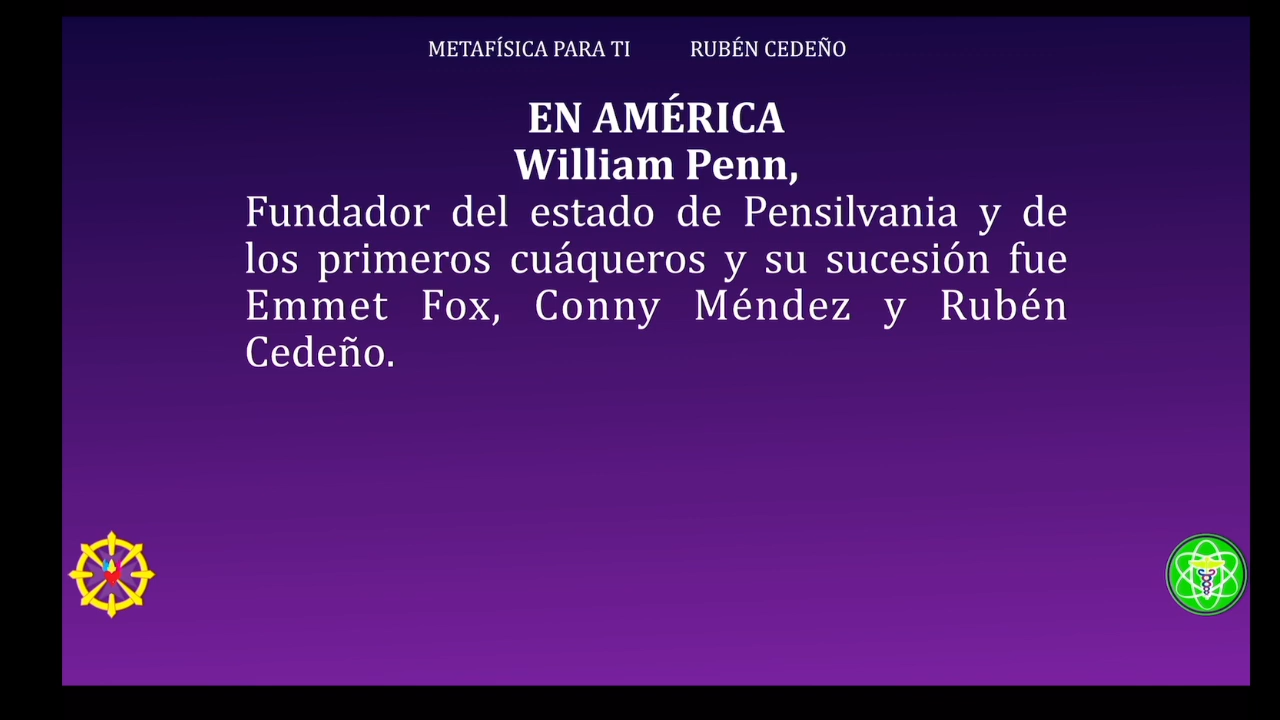 METAFÍSICA PARA TI RUBÉN CEDEÑO
EN AMÉRICA
William Penn,
Fundador del estado de Pensilvania y de
los primeros cuáqueros y su sucesión fue
Emmet Fox, Conny Méndez y Rubén
Cedeño.